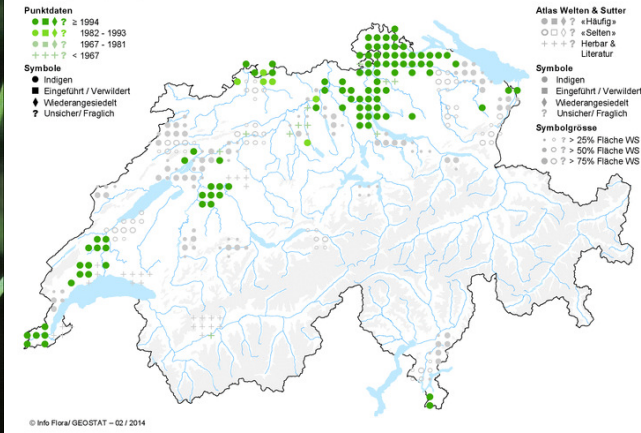 Punktdaten
? ≥ 1994
? 1982 - 1993
? 1967 - 1981
+ + + ? < 1967
Symbole
Indigen
Eingeführt / Verwildert
Wiederangesiedelt
? Unsicher/ Fraglich
Atlas Welten & Sutter
? «Häufig»
? «Selten»
+ + + Herbar &
Literatur
Symbole
Indigen
Eingeführt / Verwildert
Wiederangesiedelt
? Unsicher/ Fraglich
Symbolgrösse
? > 25% Fläche WS
? > 50% Fläche WS
? > 75% Fläche WS
© Info Flora/ GEOSTAT – 02 / 2014